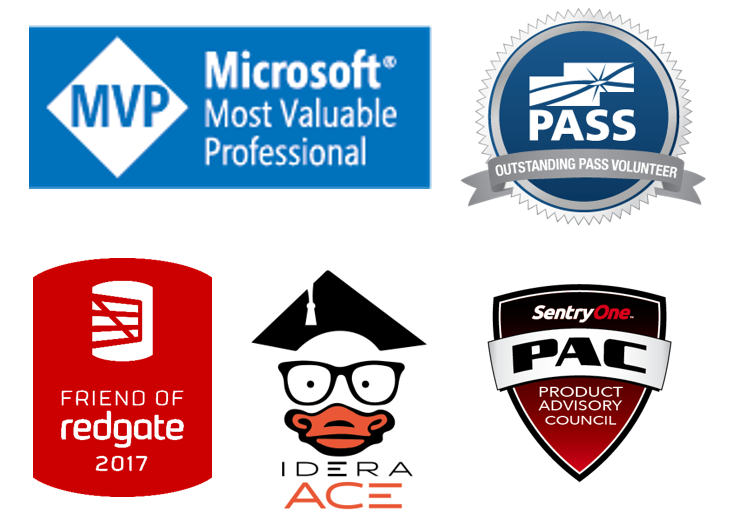 MVP
Microsoft®
Most Valuable
Professional
PASS
OUTSTANDING PASS VOLUNTEER
FRIEND OF
redgate
2017
IDERA
ACE
SentryOne™
PAC
PRODUCT
ADVISORY
COUNCIL